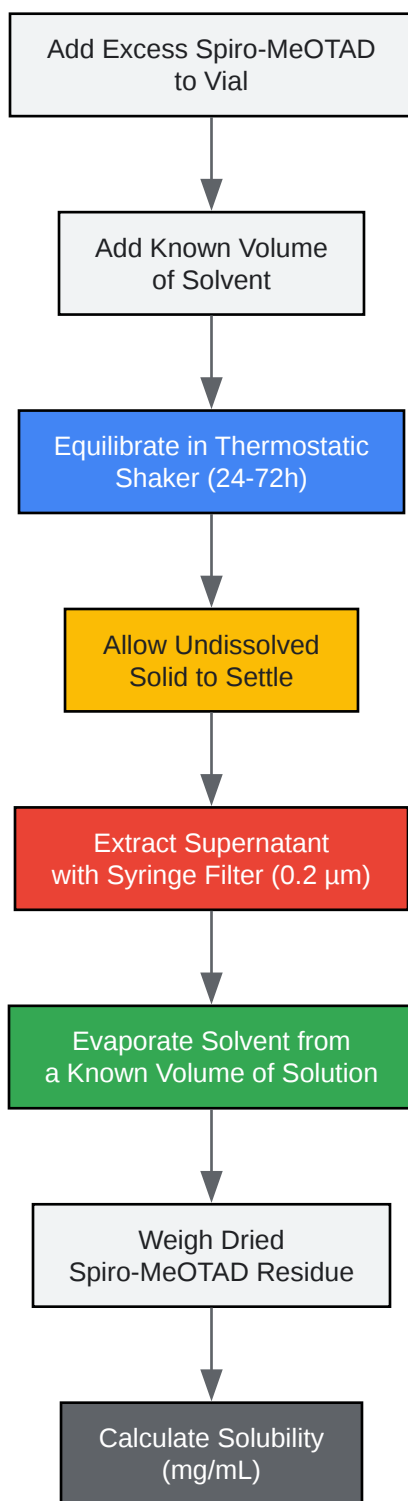 Add Excess Spiro-MeOTAD
to Vial
Add Known Volume
of Solvent
Equilibrate in Thermostatic
Shaker (24-72h)
Allow Undissolved
Solid to Settle
Extract Supernatant
with Syringe Filter (0.2 µm)
Evaporate Solvent from
a Known Volume of Solution
Weigh Dried
Spiro-MeOTAD Residue
Calculate Solubility
(mg/mL)